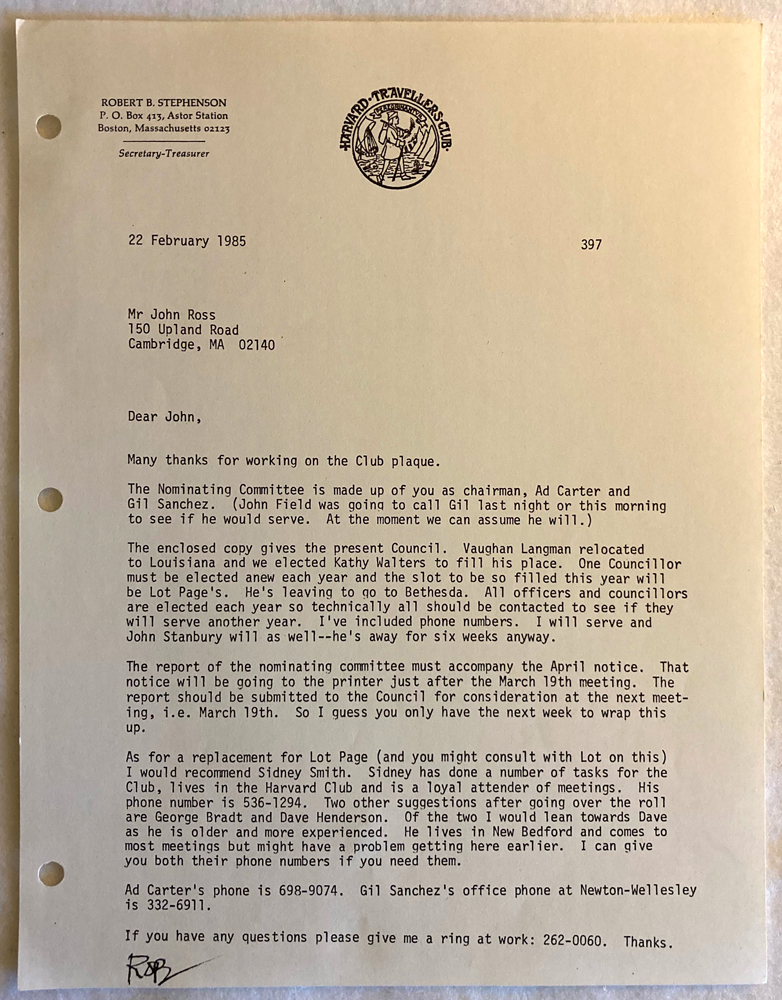 ROBERT B. STEPHENSON
P. O. Box 413, Astor Station
Boston, Massachusetts 02123
Secretary-Treasurer
HARVARD·TRAVELLERS·CLUB·
22 February 1985
397
Mr John Ross
150 Upland Road
Cambridge, MA 02140
Dear John,
Many thanks for working on the Club plaque.
The Nominating Committee is made up of you as chairman, Ad Carter and
Gil Sanchez. (John Field was going to call Gil last night or this morning
to see if he would serve. At the moment we can assume he will.)
The enclosed copy gives the present Council. Vaughan Langman relocated
to Louisiana and we elected Kathy Walters to fill his place. One Councillor
must be elected anew each year and the slot to be so filled this year will
be Lot Page's. He's leaving to go to Bethesda. All officers and councillors
are elected each year so technically all should be contacted to see if they
will serve another year. I've included phone numbers. I will serve and
John Stanbury will as well--he's away for six weeks anyway.
The report of the nominating committee must accompany the April notice. That
notice will be going to the printer just after the March 19th meeting. The
report should be submitted to the Council for consideration at the next meet-
ing, i.e. March 19th. So I guess you only have the next week to wrap this
up.
As for a replacement for Lot Page (and you might consult with Lot on this)
I would recommend Sidney Smith. Sidney has done a number of tasks for the
Club, lives in the Harvard Club and is a loyal attender of meetings. His
phone number is 536-1294. Two other suggestions after going over the roll
are George Bradt and Dave Henderson. Of the two I would lean towards Dave
as he is older and more experienced. He lives in New Bedford and comes to
most meetings but might have a problem getting here earlier. I can give
you both their phone numbers if you need them.
Ad Carter's phone is 698-9074. Gil Sanchez's office phone at Newton-Wellesley
is 332-6911.
If you have any questions please give me a ring at work: 262-0060. Thanks.
Rob